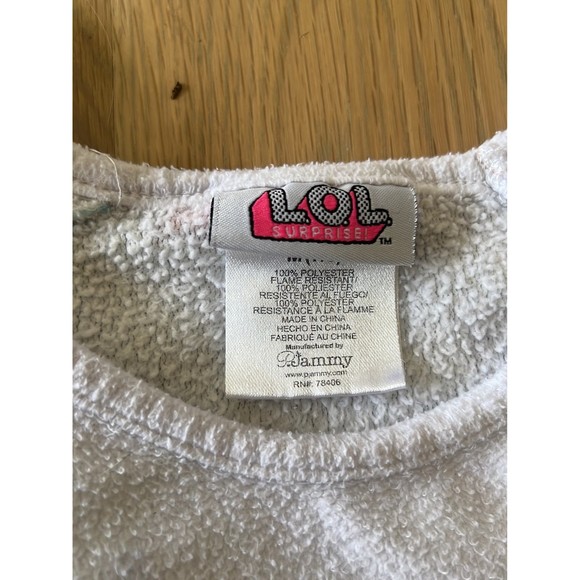 L.O.L.
SURPRISE!
TM
100% POLYESTER
FLAME RESISTANT/
100% POLIESTER
RESISTENTE AL FUEGO/
100% POLYESTER
RÉSISTANCE À LA FLAMME
MADE IN CHINA
HECHO EN CHINA
FABRIQUÉ AU CHINE
Manufactured by
PJammy
www.pjammy.com
RN#: 78406